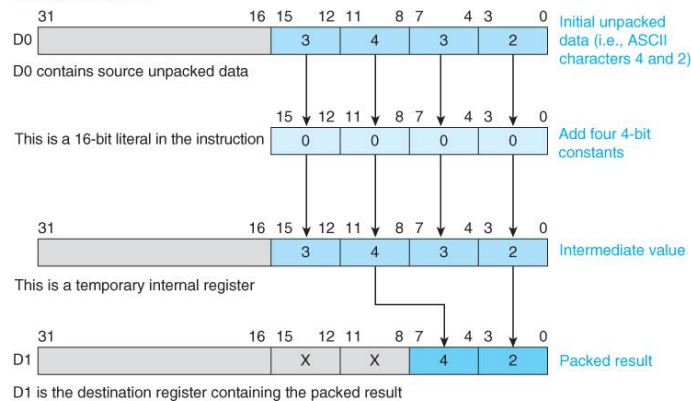 31 16 15 12 11 8 7 4 3 0
D0 3 4 3 2
Initial unpacked
data (i.e., ASCII
characters 4 and 2)
D0 contains source unpacked data
15 12 11 8 7 4 3 0
This is a 16-bit literal in the instruction 0 0 0 0
Add four 4-bit
constants
31 16 15 12 11 8 7 4 3 0
3 4 3 2 Intermediate value
This is a temporary internal register
31 16 15 12 11 8 7 4 3 0
D1 X X 4 2 Packed result
D1 is the destination register containing the packed result